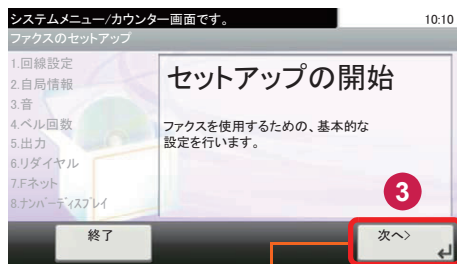 システムメニュー/カウンター画面です。
10:10
ファクスのセットアップ
1.回線設定
2.自局情報
3.音
4.ベル回数
5.出力
6.リダイヤル
7.Fネット
8.ナンバーディスプレイ
セットアップの開始
ファクスを使用するための、基本的な
設定を行います。
3
終了
次へ>